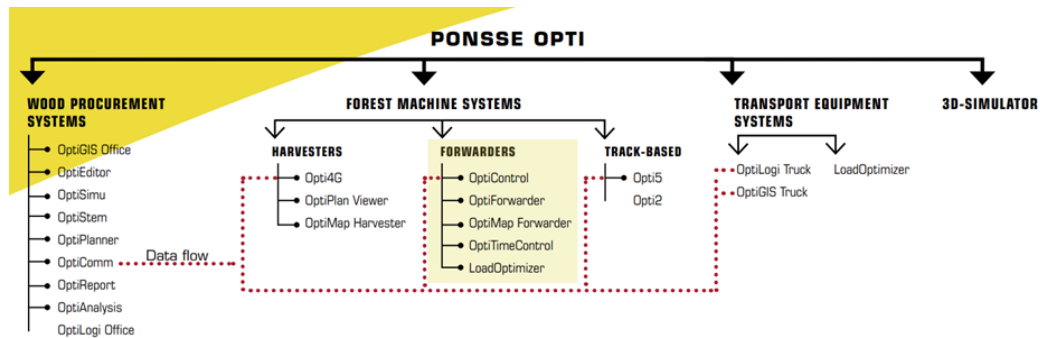 PONSSE OPTI
WOOD PROCUREMENT
SYSTEMS
OptiGIS Office
OptiEditor
OptiSimu
OptiStem
OptiPlanner
OptiComm
OptiReport
OptiAnalysis
OptiLogi Office
Data flow
FOREST MACHINE SYSTEMS
HARVESTERS
Opti4G
OptiPlan Viewer
OptiMap Harvester
FORWARDERS
OptiControl
OptiForwarder
OptiMap Forwarder
OptiTimeControl
LoadOptimizer
TRACK-BASED
Opti5
Opti2
TRANSPORT EQUIPMENT
SYSTEMS
OptiLogi Truck
OptiGIS Truck
LoadOptimizer
3D-SIMULATOR